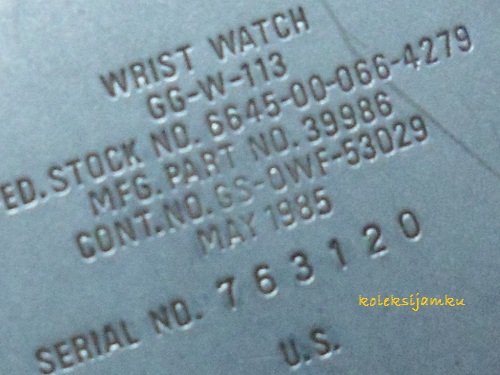 WRIST WATCH
GG-W-113
ED. STOCK NO. 6645-00-066-4279
MFG. PART NO. 39986
CONT. NO. GS-OWF-53029
MAY 1985
SERIAL NO. 763120
U.S.
koleksijamku